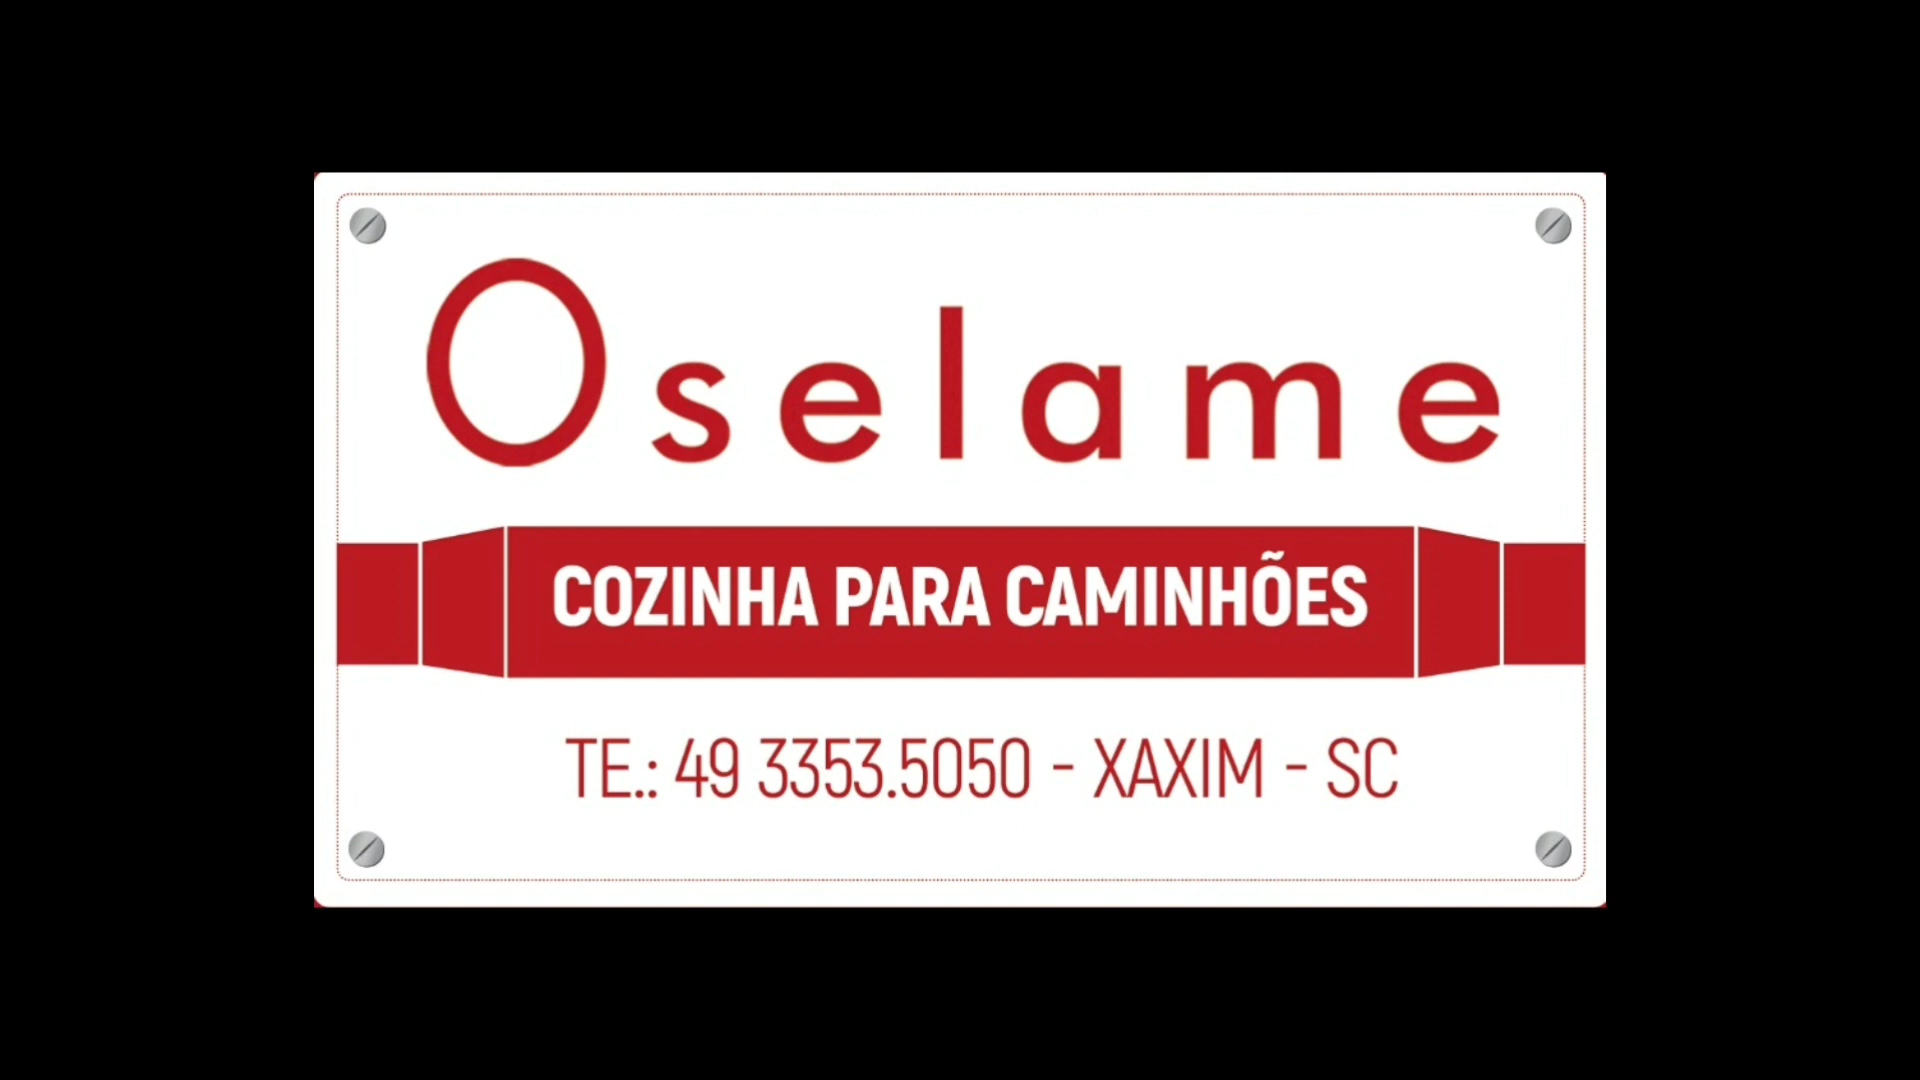 Oselame
COZINHA PARA CAMINHÕES
TE.: 49 3353.5050 - XAXIM - SC